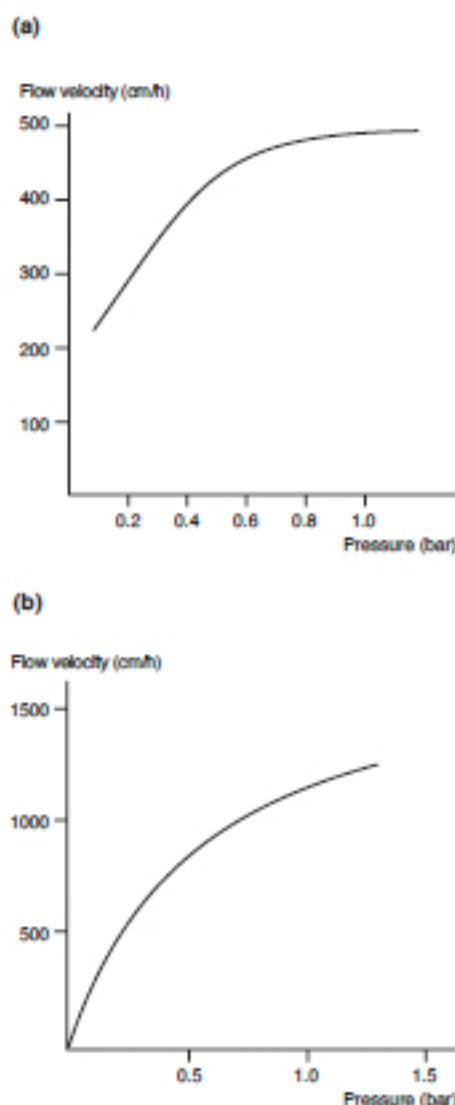 (a)
Flow velocity (cm/h)
500
400
300
200
100
0.2 0.4 0.6 0.8 1.0
Pressure (bar)
(b)
Flow velocity (cm/h)
1500
1000
500
0.5 1.0 1.5
Pressure (bar)